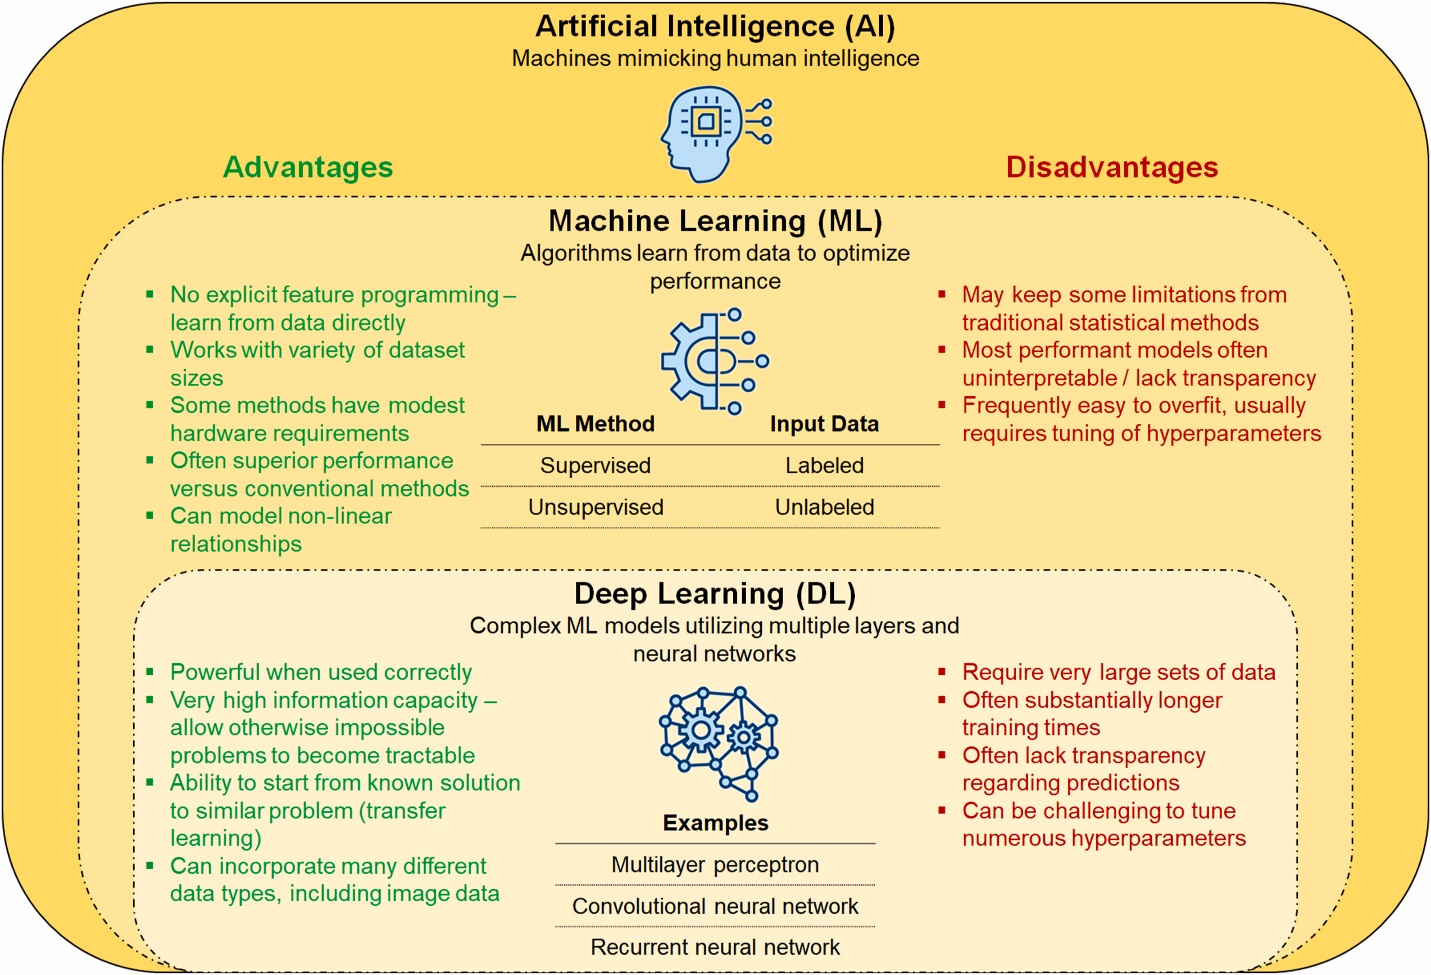 Artificial Intelligence (AI)
Machines mimicking human intelligence
Advantages
Disadvantages
Machine Learning (ML)
Algorithms learn from data to optimize
performance
▪ No explicit feature programming –
learn from data directly
▪ Works with variety of dataset
sizes
▪ Some methods have modest
hardware requirements
▪ Often superior performance
versus conventional methods
▪ Can model non-linear
relationships
ML Method Input Data
Supervised Labeled
Unsupervised Unlabeled
▪ May keep some limitations from
traditional statistical methods
▪ Most performant models often
uninterpretable / lack transparency
▪ Frequently easy to overfit, usually
requires tuning of hyperparameters
Deep Learning (DL)
Complex ML models utilizing multiple layers and
neural networks
▪ Powerful when used correctly
▪ Very high information capacity –
allow otherwise impossible
problems to become tractable
▪ Ability to start from known solution
to similar problem (transfer
learning)
▪ Can incorporate many different
data types, including image data
Examples
Multilayer perceptron
Convolutional neural network
Recurrent neural network
▪ Require very large sets of data
▪ Often substantially longer
training times
▪ Often lack transparency
regarding predictions
▪ Can be challenging to tune
numerous hyperparameters